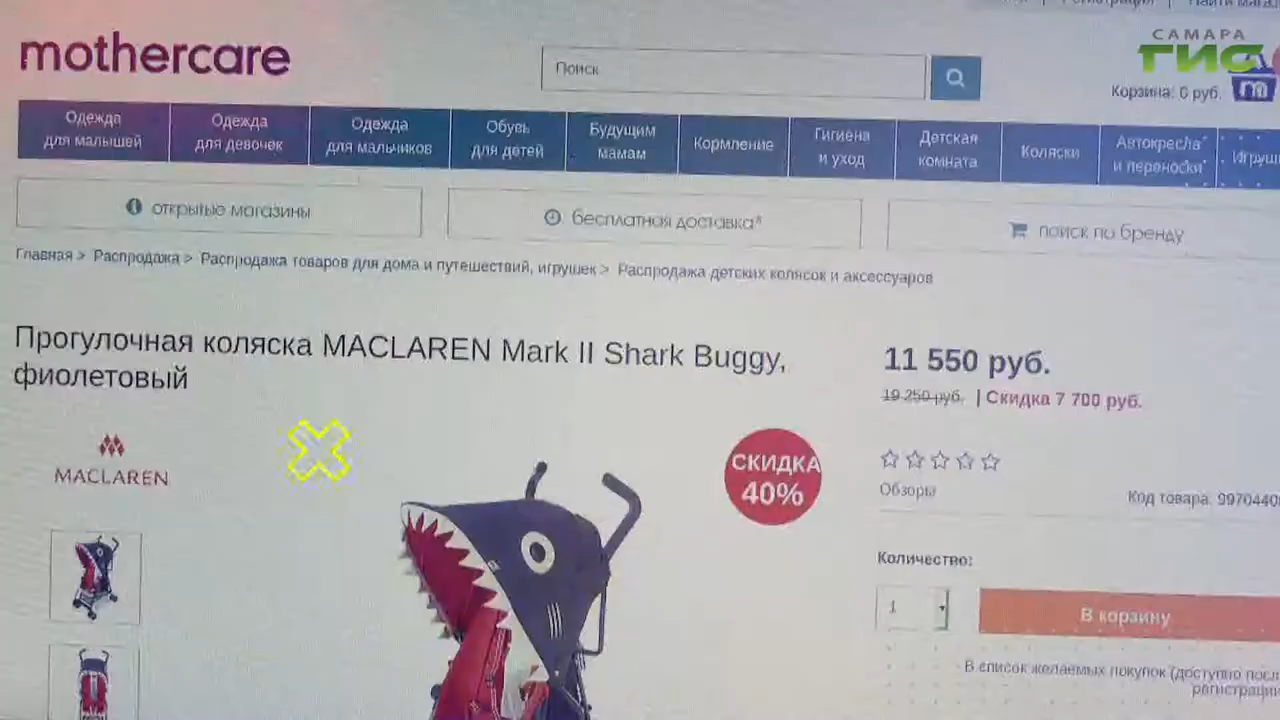 Регистрация
Найти
mothercare
Поиск
САМАРА
ГИС
Корзина: 0 руб.
Одежда для малышей
Одежда для девочек
Одежда для мальчиков
Обувь для детей
Будущим мамам
Кормление
Гигиена и уход
Детская комната
Коляски
Автокресла и переноски
открытые магазины
бесплатная доставка*
поиск по бренду
Главная > Распродажа > Распродажа товаров для дома и путешествий, игрушек > Распродажа детских колясок и аксессуаров
Прогулочная коляска MACLAREN Mark II Shark Buggy,
фиолетовый
11 550 руб.
19 250 руб. | Скидка 7 700 руб.
MACLAREN
СКИДКА
40%
Обзоры
Код товара: 9970440
Количество:
1
В корзину
В список желаемых покупок (доступно